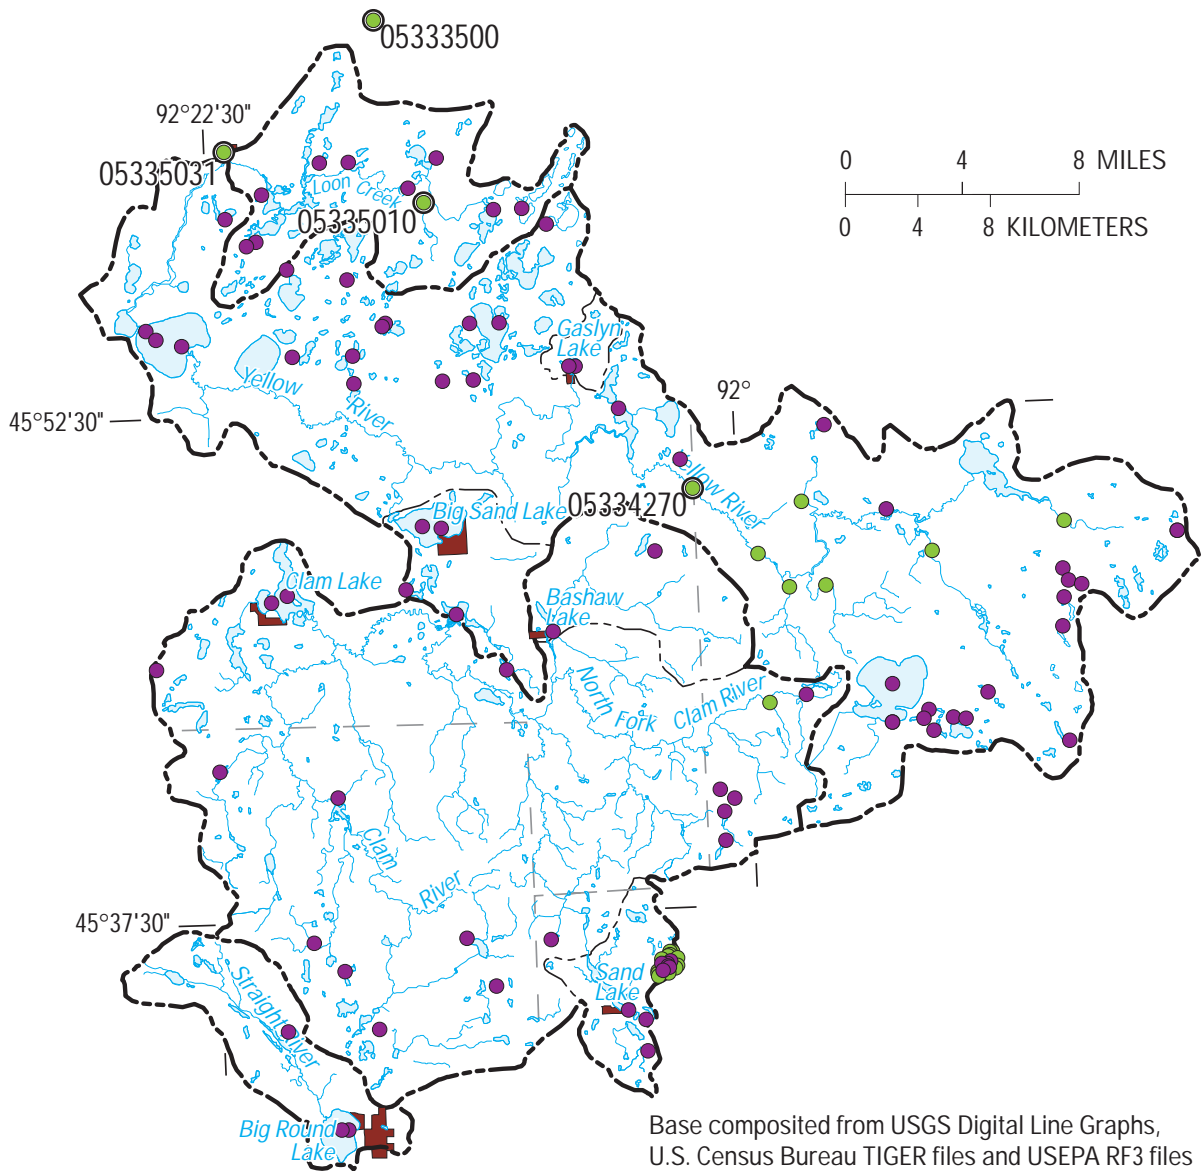 05333500
92°22'30"
05335031
Loon Creek
05335010
0 4 8 MILES
0 4 8 KILOMETERS
Gaslyn
Lake
Yellow
River
92°
45°52'30"
Yellow River
05334270
Big Sand Lake
Clam Lake
Bashaw
Lake
North
Fork
Clam River
Clam
River
45°37'30"
Sand
Lake
Straight River
Big Round
Lake
Base composited from USGS Digital Line Graphs,
U.S. Census Bureau TIGER files and USEPA RF3 files